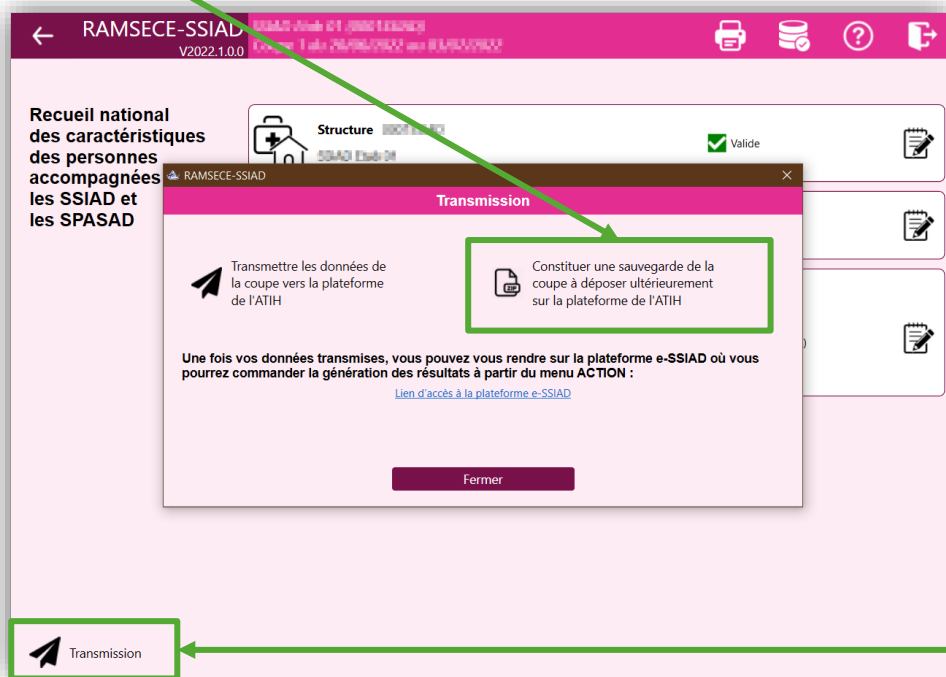 RAMSECE-SSIAD
V2022.1.0.0
Recueil national
des caractéristiques
des personnes
accompagnées
les SSIAD et
les SPASAD
Structure
Valide
RAMSECE-SSIAD
Transmission
Transmettre les données de
la coupe vers la plateforme
de l'ATIH
ZIP
Constituer une sauvegarde de la
coupe à déposer ultérieurement
sur la plateforme de l'ATIH
Une fois vos données transmises, vous pouvez vous rendre sur la plateforme e-SSIAD où vous
pourrez commander la génération des résultats à partir du menu ACTION :
Lien d'accès à la plateforme e-SSIAD
Fermer
)
Transmission